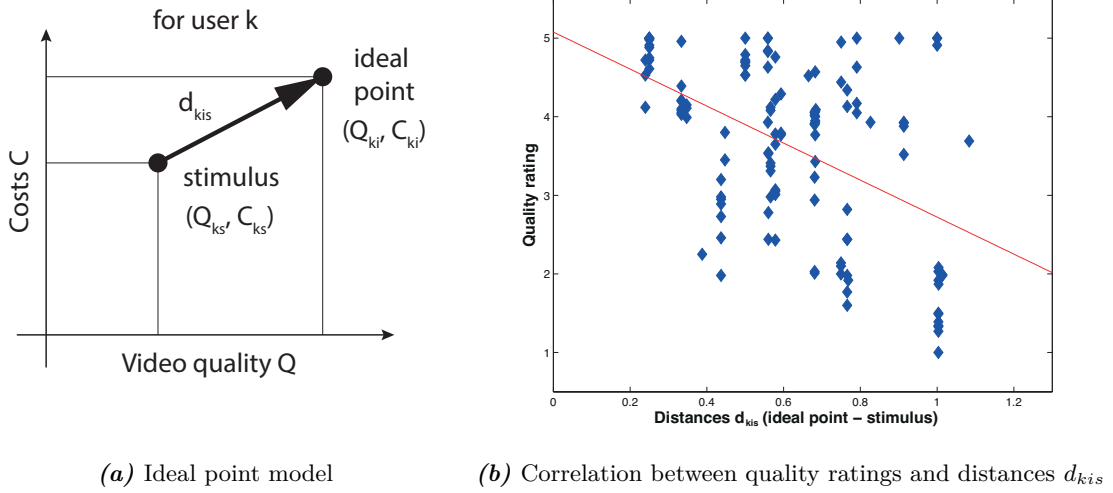 for user k
Costs C
d_kis
ideal
point
(Q_ki, C_ki)
stimulus
(Q_ks, C_ks)
Video quality Q
Quality rating
5
4
3
2
1
0 0.2 0.4 0.6 0.8 1 1.2
Distances d_kis (ideal point − stimulus)
(a) Ideal point model
(b) Correlation between quality ratings and distances d_kis